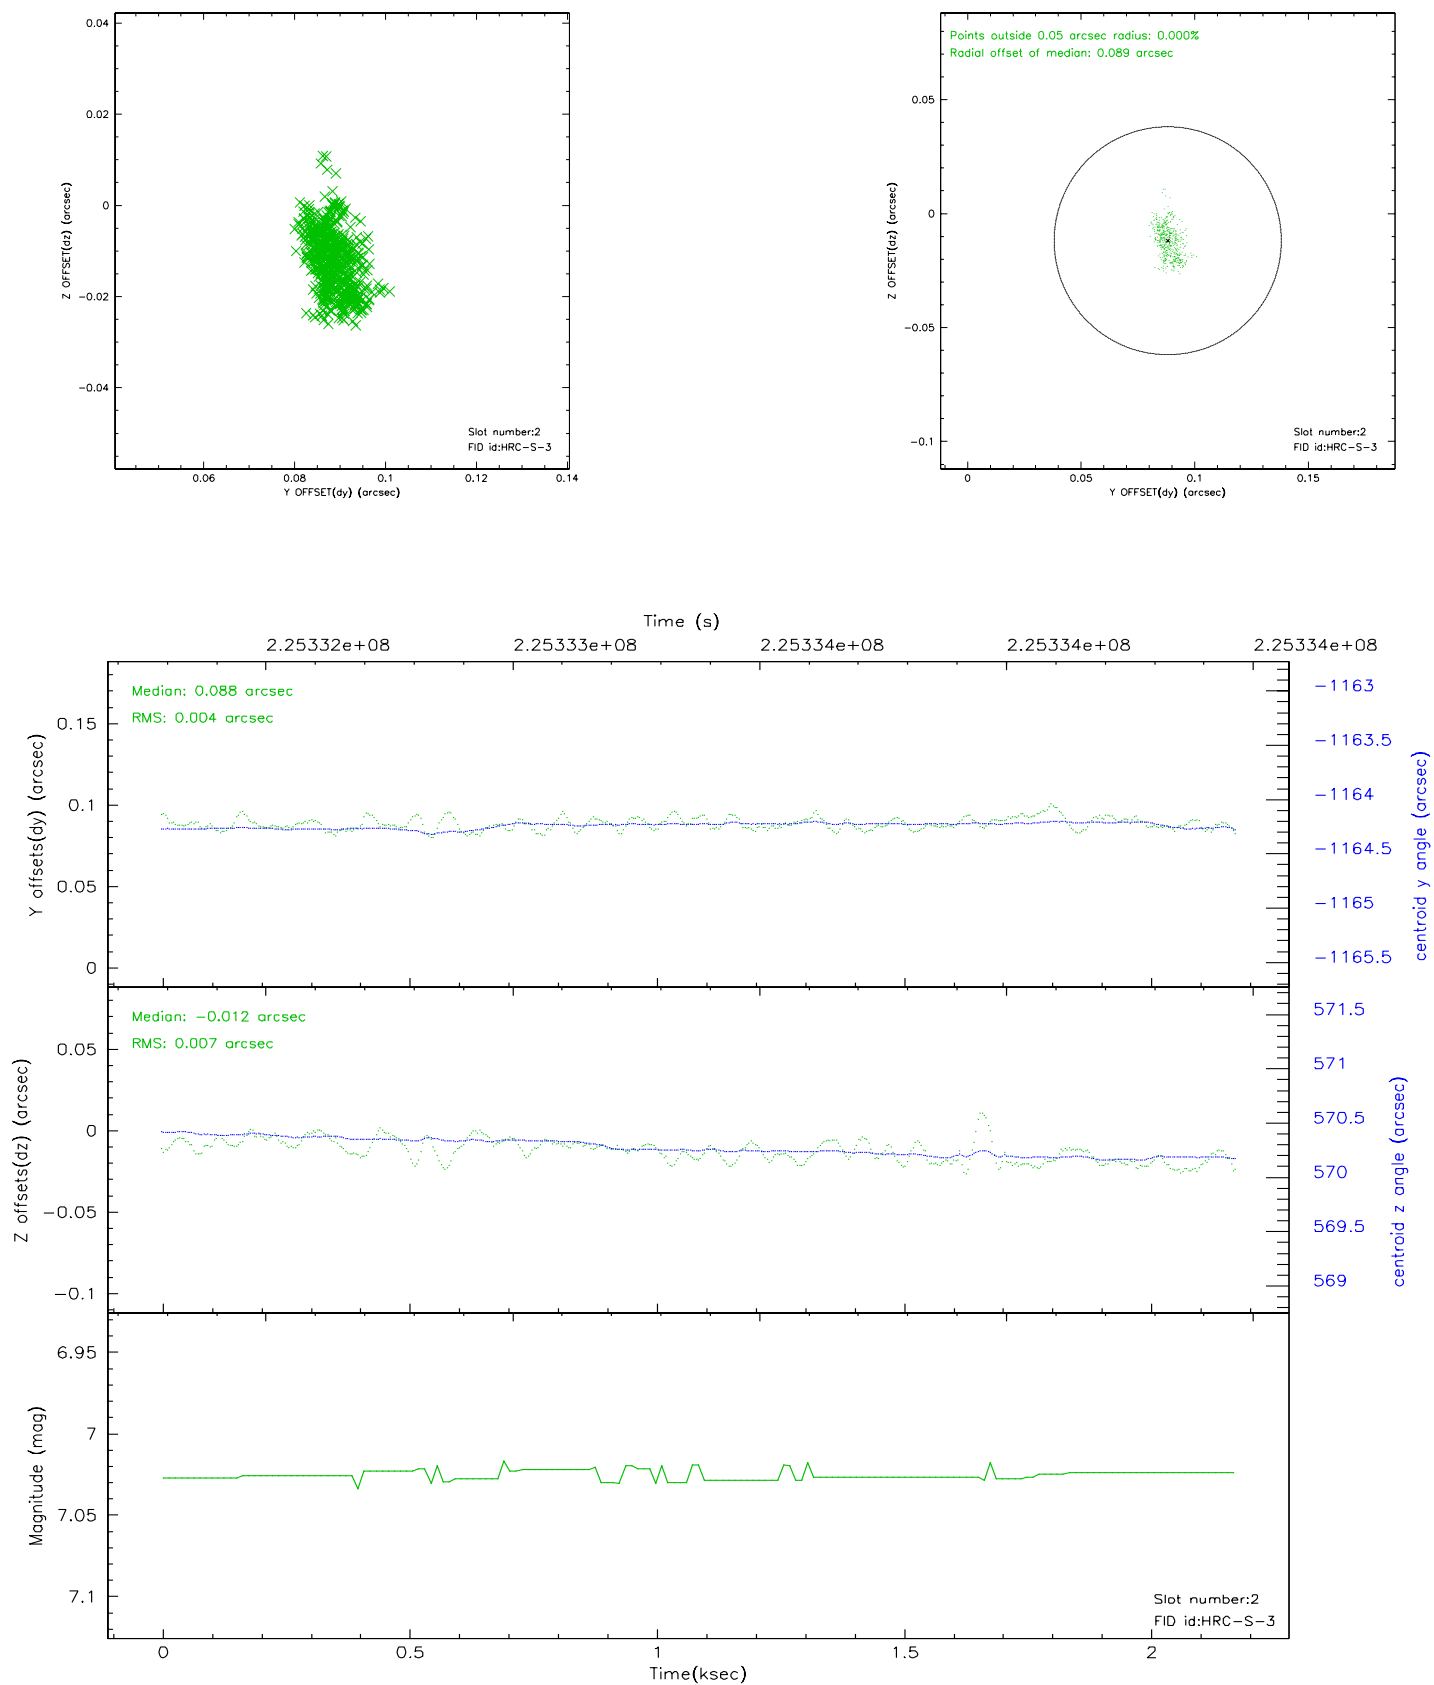 0.04
0.02
0
−0.02
−0.04
Z OFFSET(dz) (arcsec)
Slot number:2
FID id:HRC−S−3
0.06
0.08
0.1
0.12
0.14
Y OFFSET(dy) (arcsec)
Points outside 0.05 arcsec radius: 0.000%
Radial offset of median: 0.089 arcsec
0.05
0
−0.05
−0.1
Z OFFSET(dz) (arcsec)
Slot number:2
FID id:HRC−S−3
0
0.05
0.1
0.15
Y OFFSET(dy) (arcsec)
Time (s)
2.25332e+08
2.25333e+08
2.25334e+08
2.25334e+08
2.25334e+08
Median: 0.088 arcsec
RMS: 0.004 arcsec
0.15
0.1
0.05
0
Y offsets(dy) (arcsec)
−1163
−1163.5
−1164
−1164.5
−1165
−1165.5
centroid y angle (arcsec)
Median: −0.012 arcsec
RMS: 0.007 arcsec
0.05
0
−0.05
−0.1
Z offsets(dz) (arcsec)
571.5
571
570.5
570
569.5
569
centroid z angle (arcsec)
6.95
7
7.05
7.1
Magnitude (mag)
Slot number:2
FID id:HRC−S−3
0
0.5
1
1.5
2
Time(ksec)